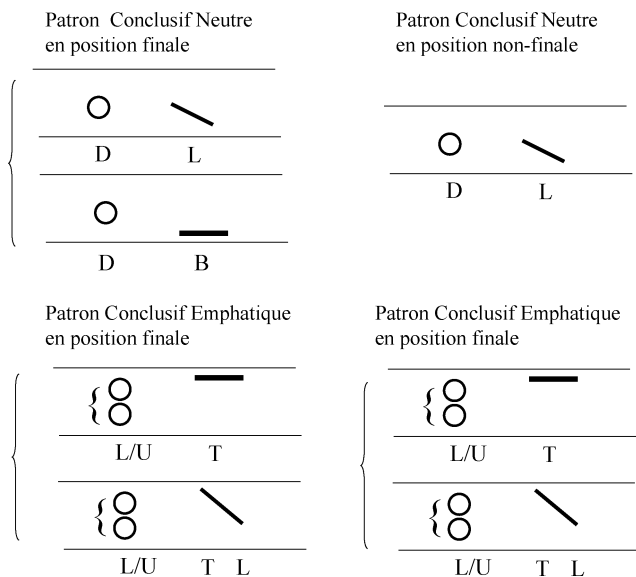 Patron Conclusif Neutre
en position finale
D L
D B
Patron Conclusif Neutre
en position non-finale
D L
Patron Conclusif Emphatique
en position finale
L/U T
L/U T L
Patron Conclusif Emphatique
en position finale
L/U T
L/U T L